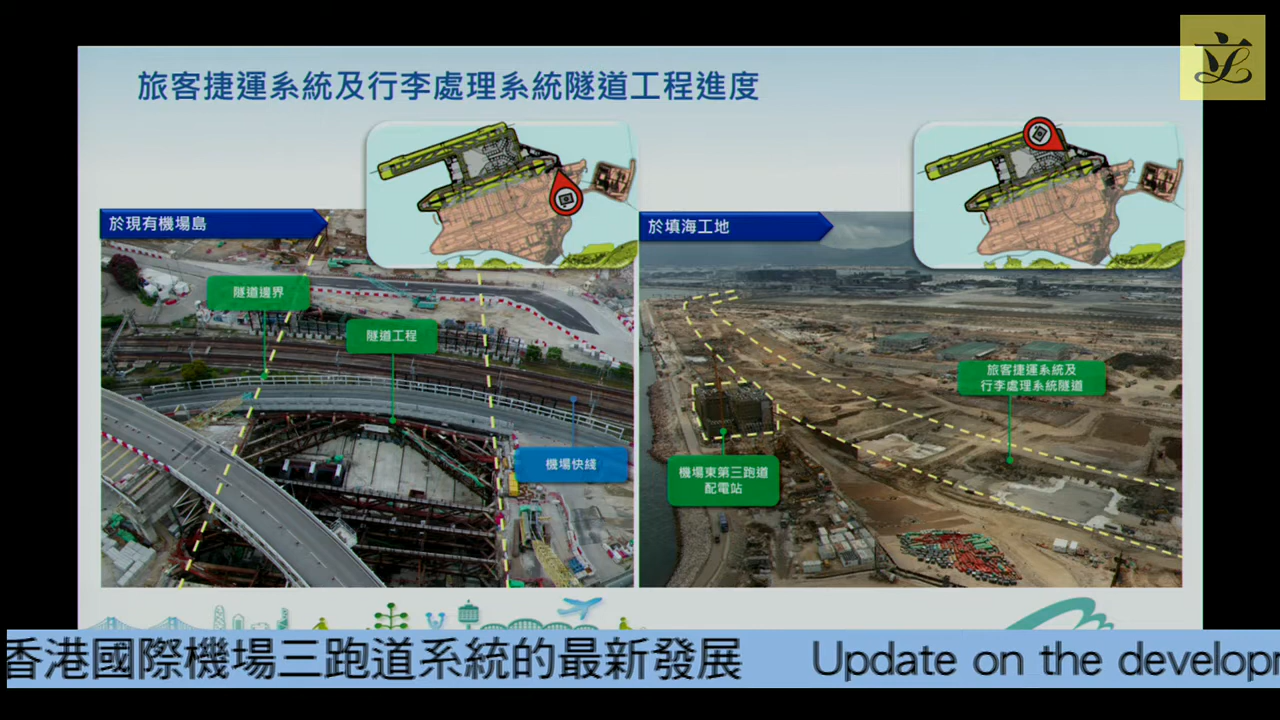 旅客捷運系統及行李處理系統隧道工程進度
於現有機場島
隧道邊界
隧道工程
機場快綫
於填海工地
旅客捷運系統及
行李處理系統隧道
機場東第三跑道
配電站
香港國際機場三跑道系統的最新發展 Update on the develop